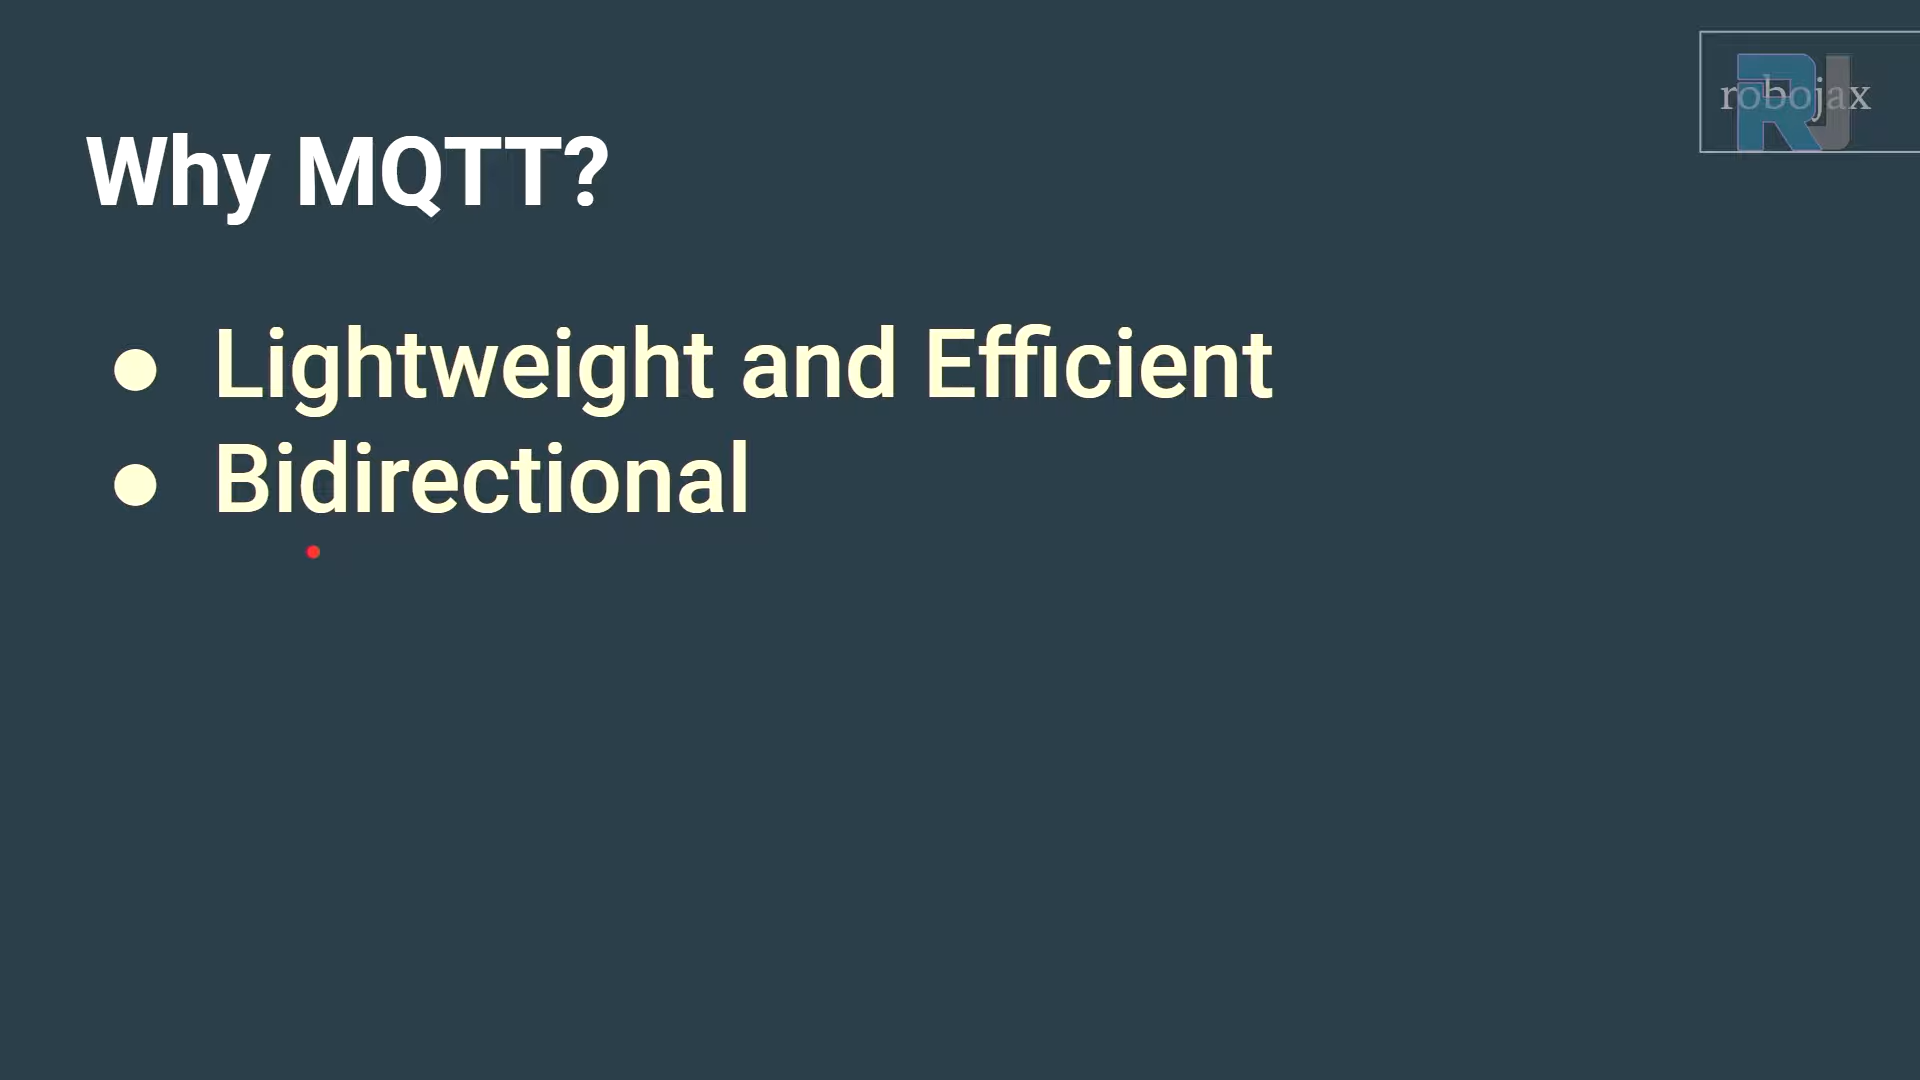 robojax
Why MQTT?
● Lightweight and Efficient
● Bidirectional